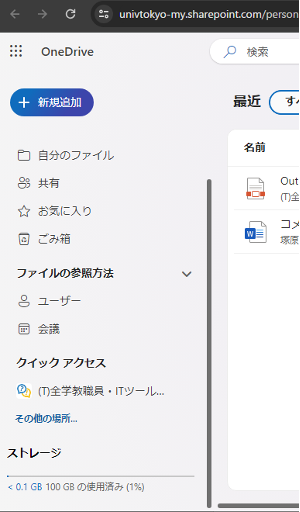 univtokyo-my.sharepoint.com/person
OneDrive
検索
新規追加
最近
すべ
自分のファイル
名前
共有
Out
(T)全
お気に入り
ごみ箱
コメ
塚原
ファイルの参照方法
ユーザー
会議
クイック アクセス
(T)全学教職員・ITツール...
その他の場所...
ストレージ
< 0.1 GB 100 GB の使用済み (1%)